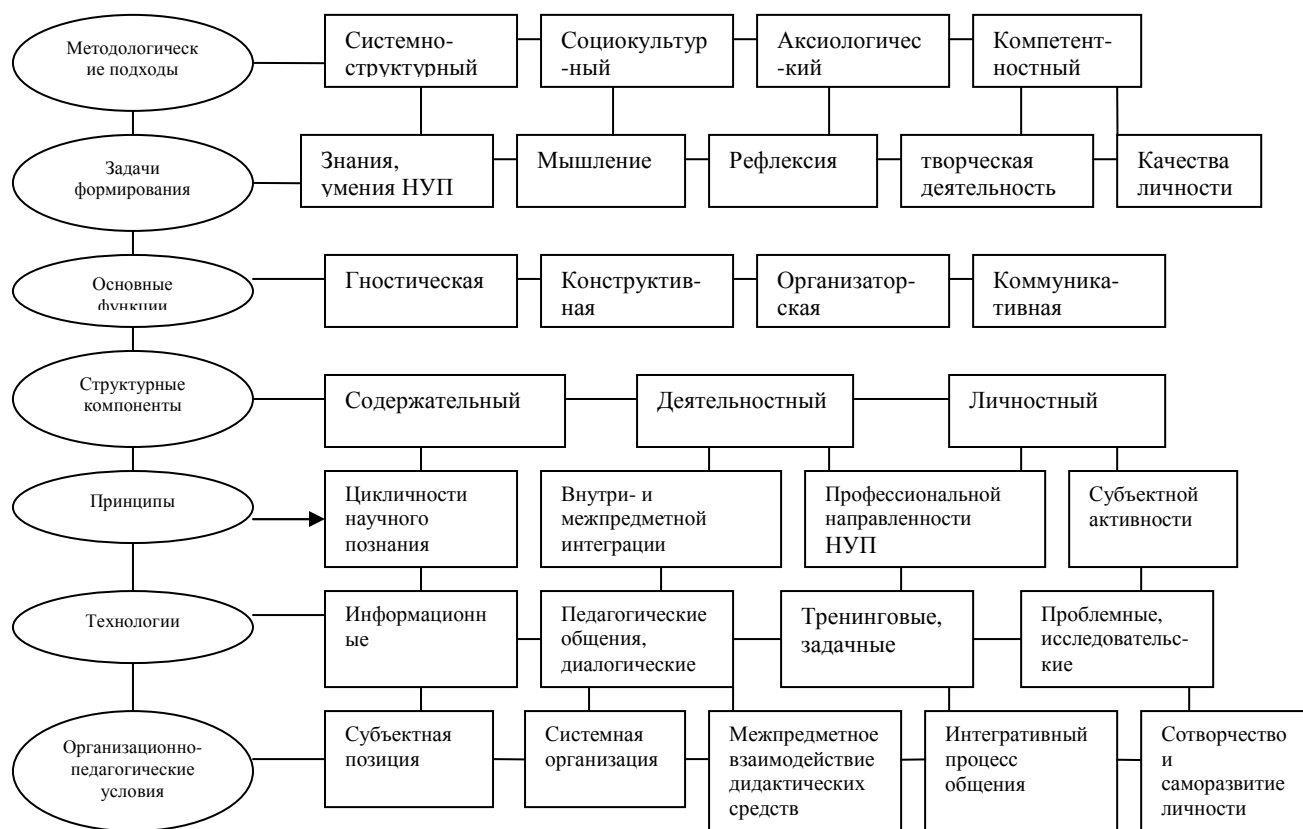 Методологическ
ие подходы
Системно-
структурный
Социокультур
-ный
Аксиологичес
-кий
Компетент-
ностный
Задачи
формирования
Знания,
умения НУП
Мышление
Рефлексия
творческая
деятельность
Качества
личности
Основные
функции
Гностическая
Конструктив-
ная
Организатор-
ская
Коммуника-
тивная
Структурные
компоненты
Содержательный
Деятельностный
Личностный
Принципы
Цикличности
научного
познания
Внутри- и
межпредметной
интеграции
Профессиональной
направленности
НУП
Субъектной
активности
Технологии
Информационн
ые
Педагогические
общения,
диалогические
Тренинговые,
задачные
Проблемные,
исследовательс-
кие
Организационно-
педагогические
условия
Субъектная
позиция
Системная
организация
Межпредметное
взаимодействие
дидактических
средств
Интегративный
процесс
общения
Сотворчество
и
саморазвитие
личности